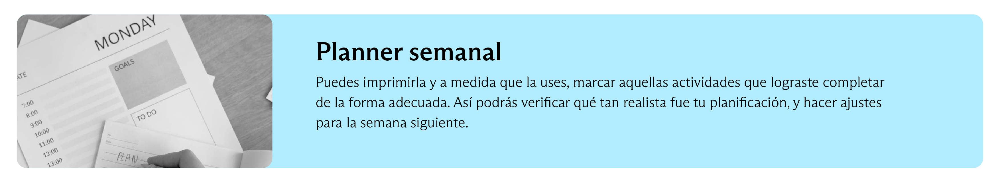 MONDAY
ATE
GOALS
TO DO
7:00
8:00
9:00
10:00
11:00
12:00
13:00
PLAN
Planner semanal
Puedes imprimirla y a medida que la uses, marcar aquellas actividades que lograste completar
de la forma adecuada. Así podrás verificar qué tan realista fue tu planificación, y hacer ajustes
para la semana siguiente.